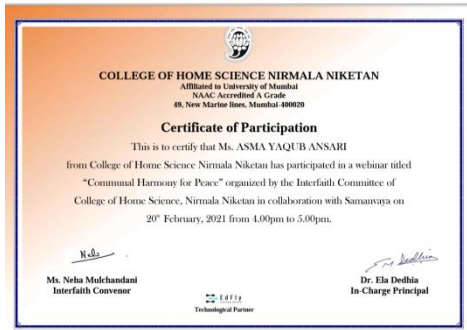 COLLEGE OF HOME SCIENCE NIRMALA NIKETAN
Affiliated to University of Mumbai
NAAC Accredited A Grade
49, New Marine lines, Mumbai-400020
Certificate of Participation
This is to certify that Ms. ASMA YAQUB ANSARI
from College of Home Science Nirmala Niketan has participated in a webinar titled
“Communal Harmony for Peace” organized by the Interfaith Committee of
College of Home Science, Nirmala Niketan in collaboration with Samanvaya on
20th February, 2021 from 4.00pm to 5.00pm.
Neha
Dedhia
Ms. Neha Mulchandani
Interfaith Convenor
Dr. Ela Dedhia
In-Charge Principal
EdFly
Technological Partner